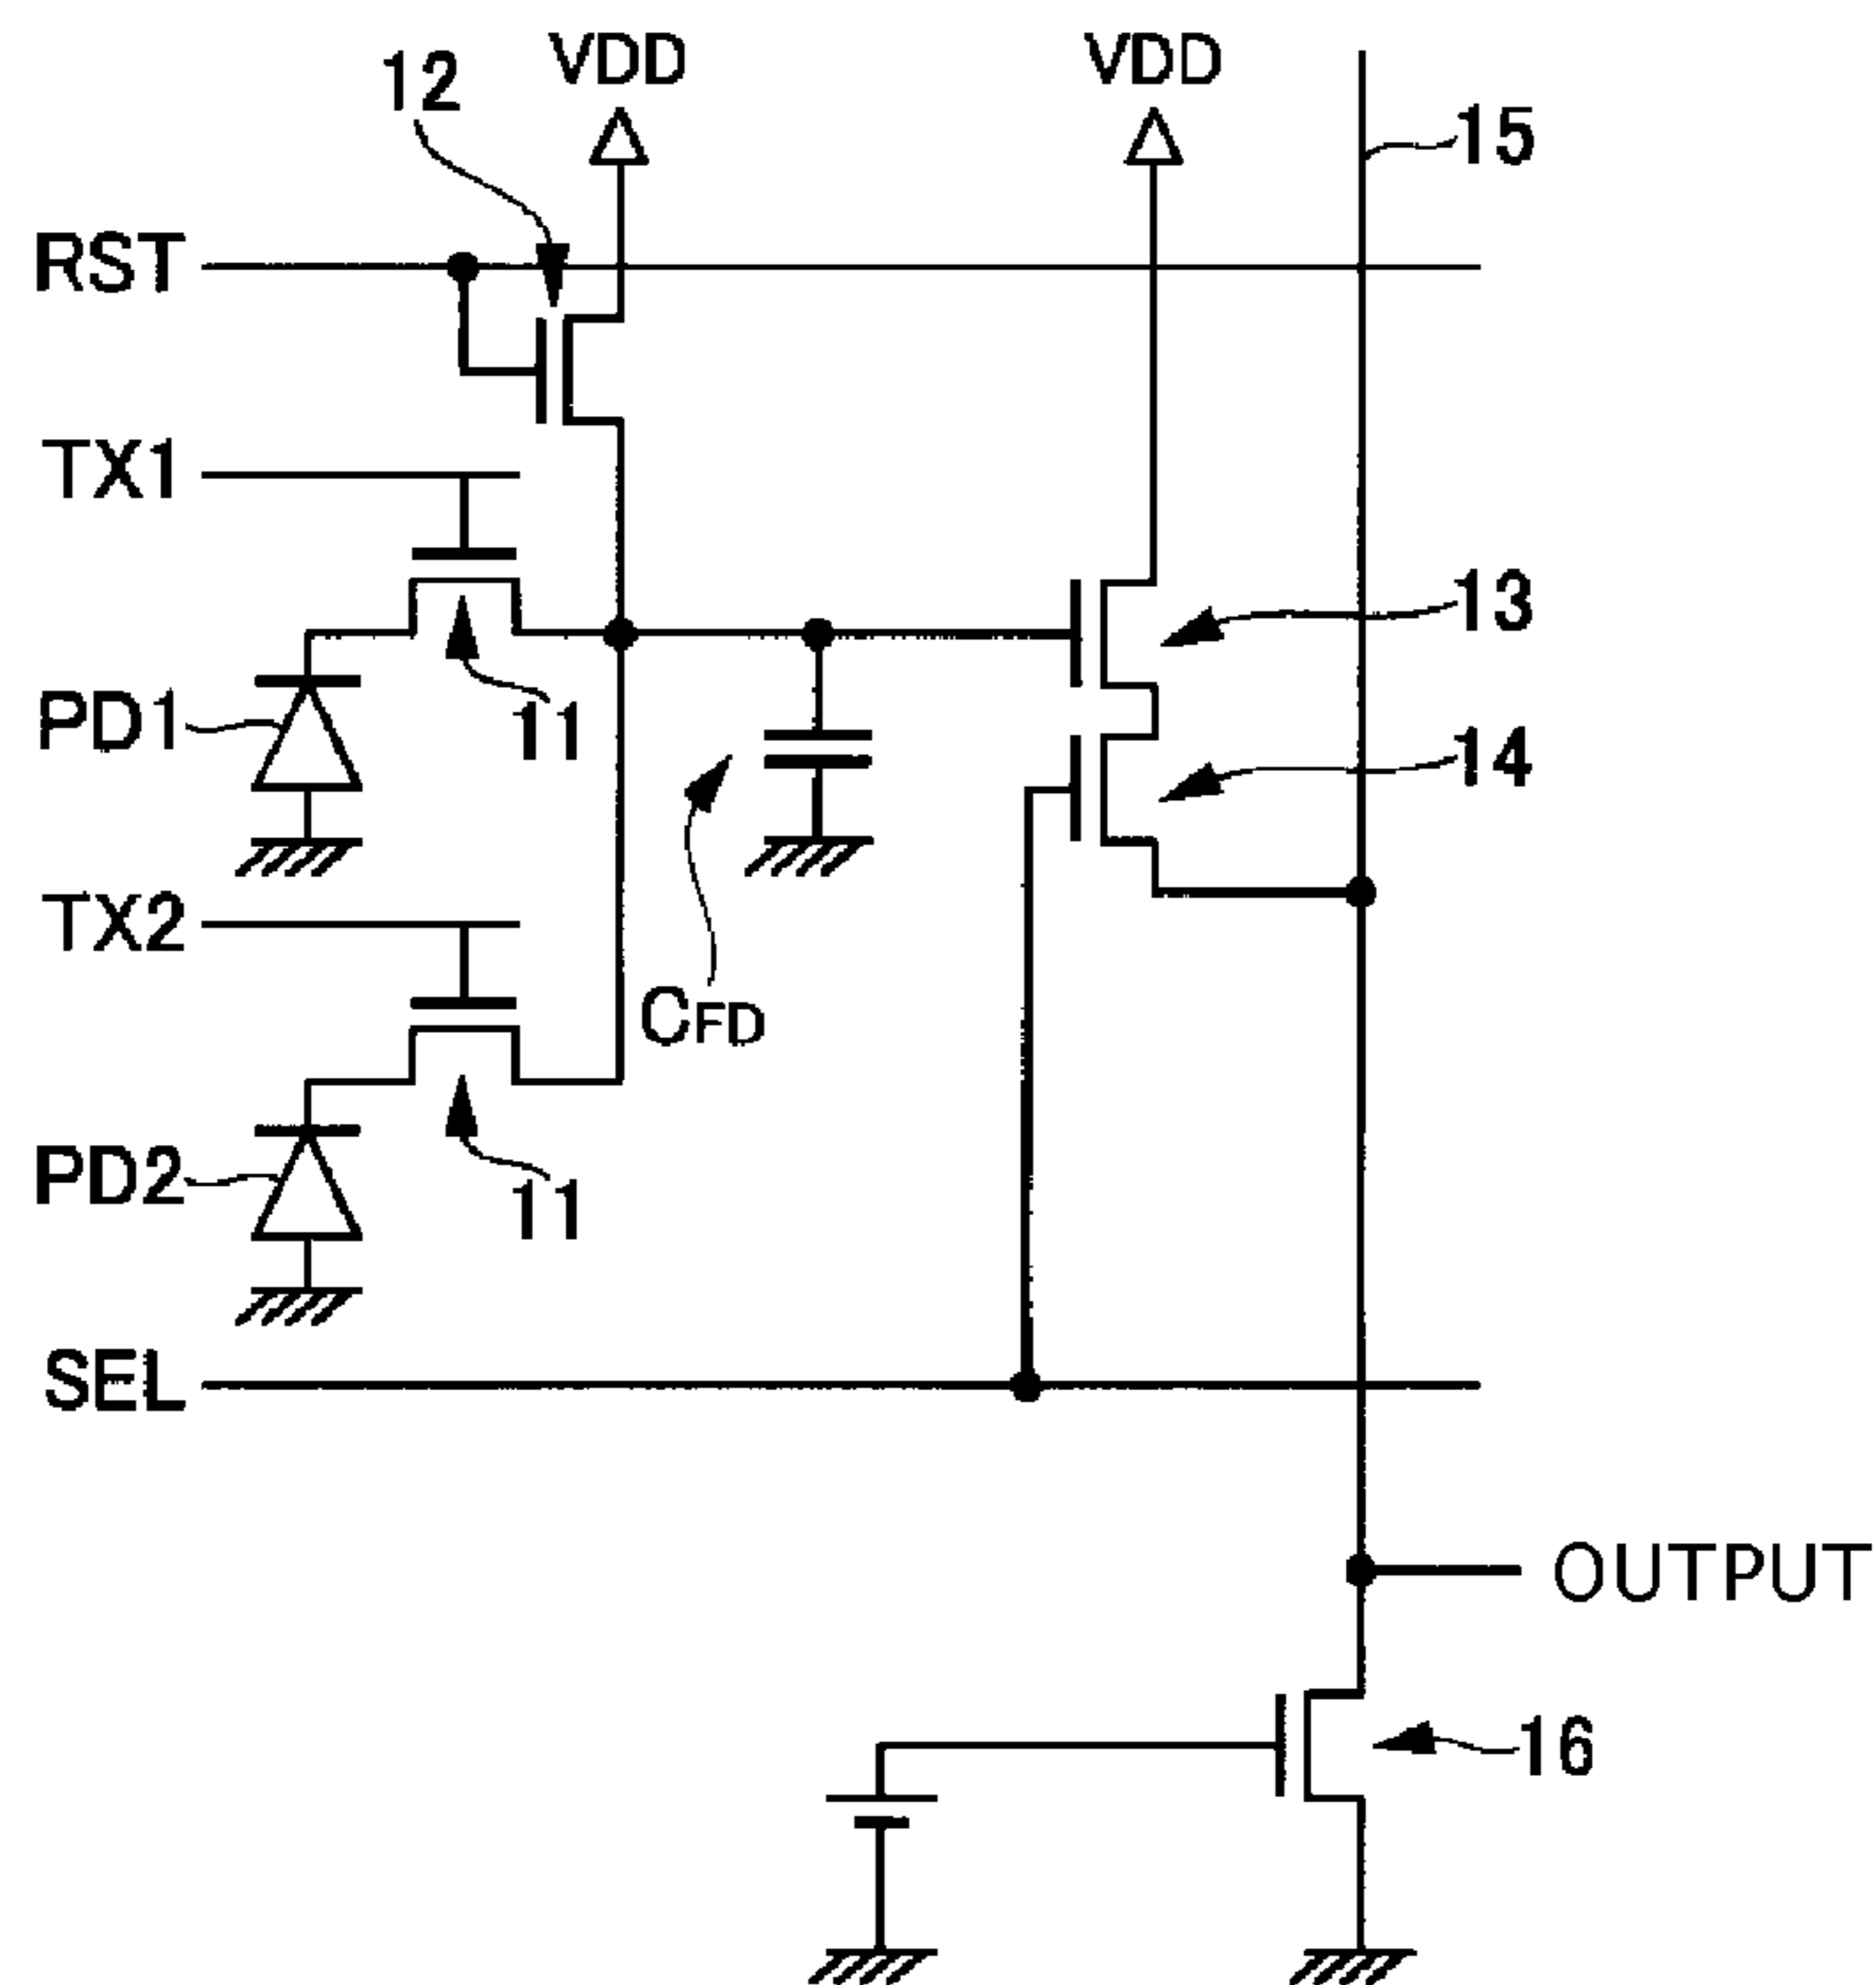 12
VDD
VDD
15
RST
TX1
13
PD1
11
14
TX2
CFD
PD2
11
SEL
OUTPUT
16